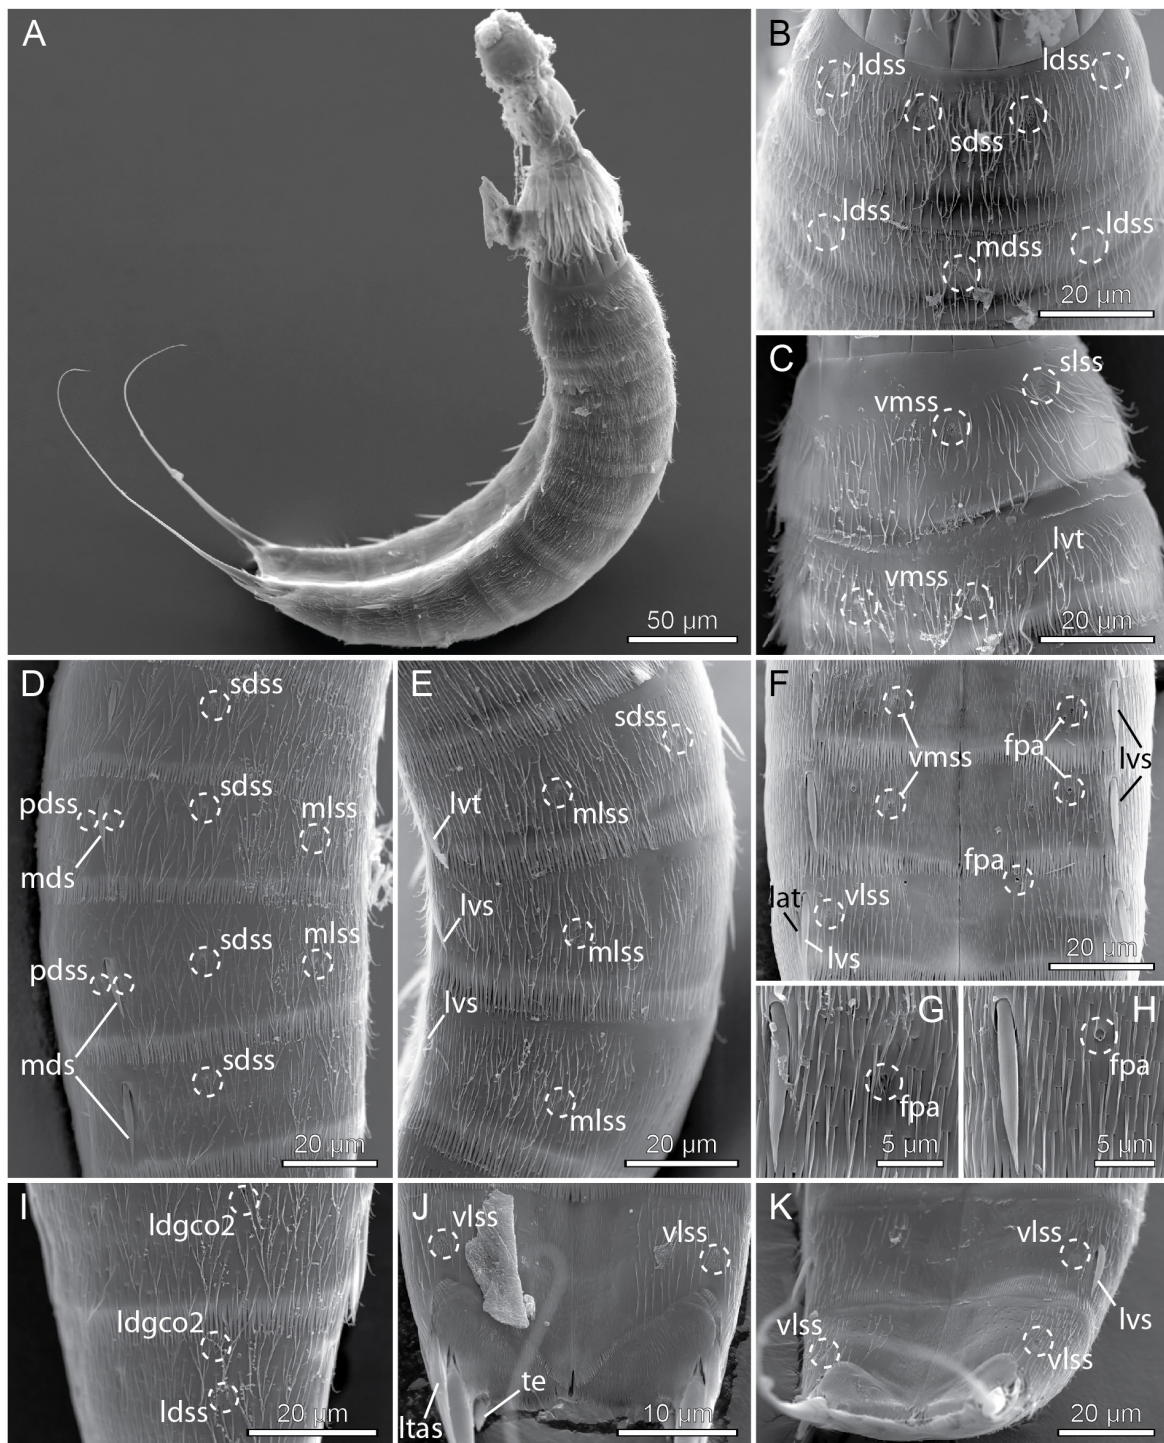 A
50 µm
B
ldss
ldss
sdss
ldss
ldss
mdss
20 µm
C
slss
vmss
lvt
vmss
20 µm
D
sdss
sdss
pdss
mlss
mds
sdss
mlss
pdss
mds
sdss
20 µm
E
sdss
lvt
mlss
lvs
mlss
lvs
mlss
20 µm
F
vmss
fpa
lvs
fpa
vlss
lat
lvs
20 µm
G
fpa
5 µm
H
fpa
5 µm
I
ldgco2
ldgco2
ldss
20 µm
J
vlss
vlss
te
ltas
10 µm
K
vlss
lvs
vlss
vlss
20 µm